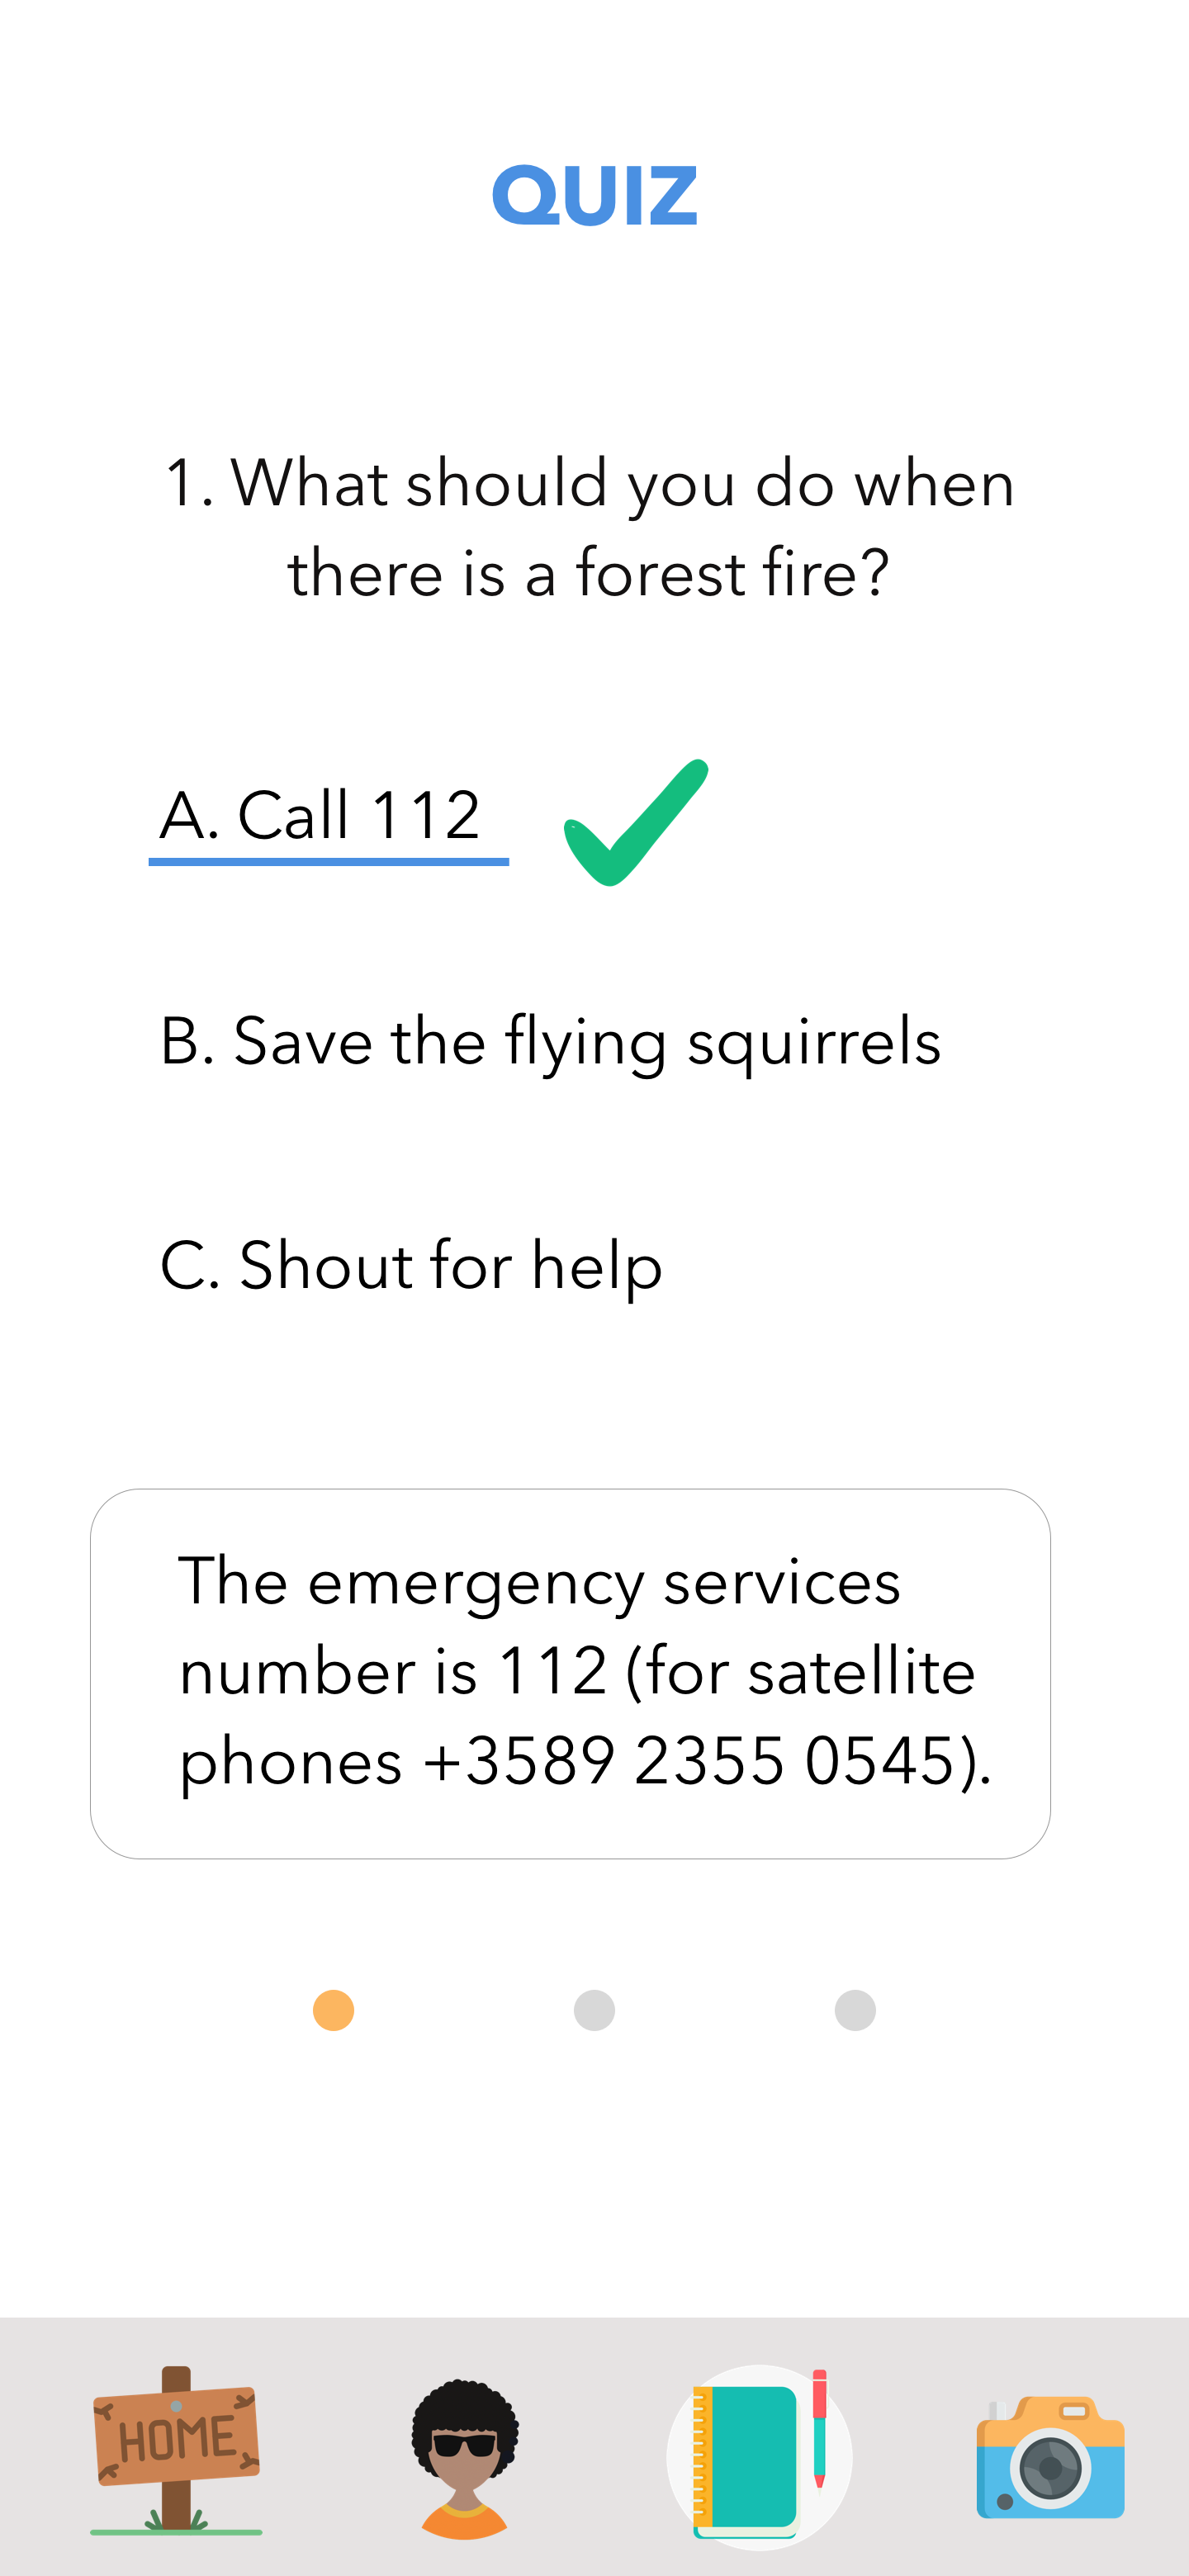 QUIZ
1. What should you do when
there is a forest fire?
A. Call 112
B. Save the flying squirrels
C. Shout for help
The emergency services
number is 112 (for satellite
phones +3589 2355 0545).
HOME